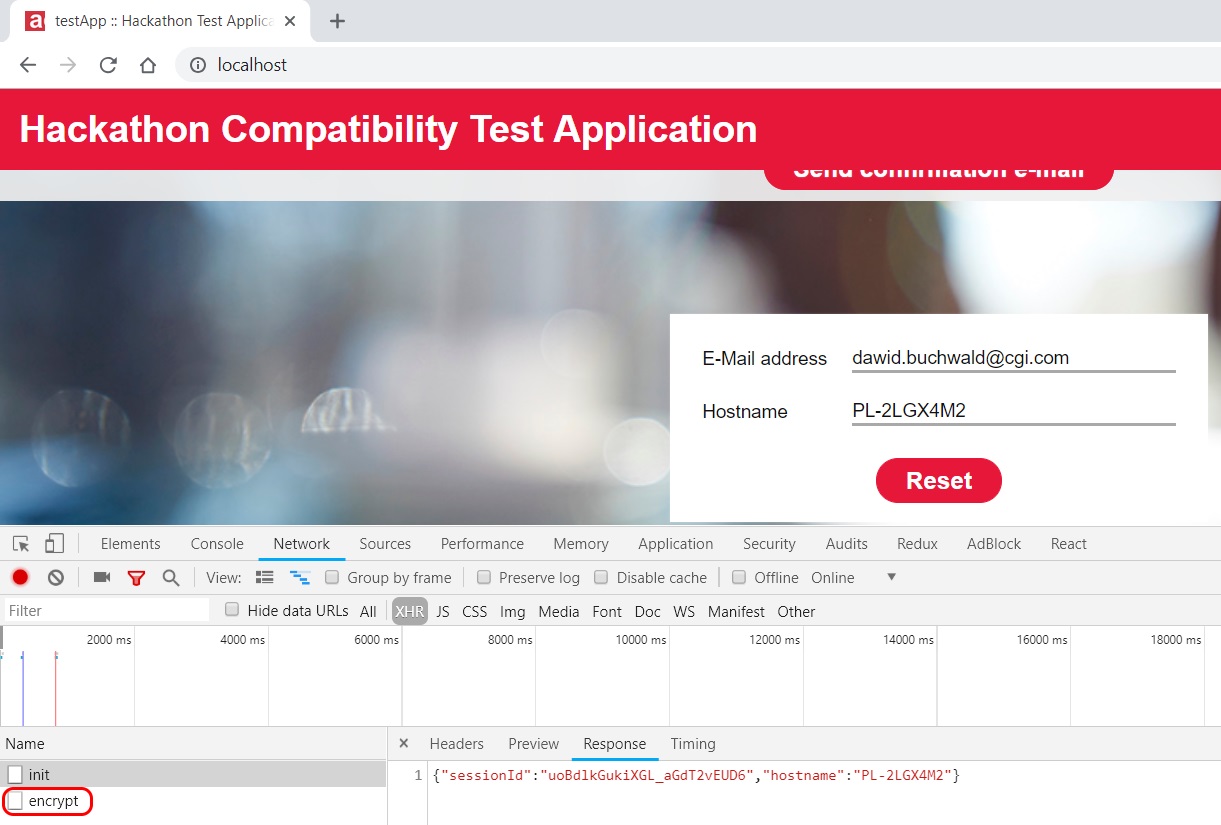 testApp :: Hackathon Test Applica
localhost
Hackathon Compatibility Test Application
Send confirmation e-mail
E-Mail address dawid.buchwald@cgi.com
Hostname PL-2LGX4M2
Reset
Elements Console Network Sources Performance Memory Application Security Audits Redux AdBlock React
View: Group by frame Preserve log Disable cache Offline Online
Filter Hide data URLs All XHR JS CSS Img Media Font Doc WS Manifest Other
2000 ms 4000 ms 6000 ms 8000 ms 10000 ms 12000 ms 14000 ms 16000 ms 18000 ms
Name × Headers Preview Response Timing
init 1 {"sessionId":"uoBdlkGukiXGL_aGdT2vEUD6","hostname":"PL-2LGX4M2"}
encrypt